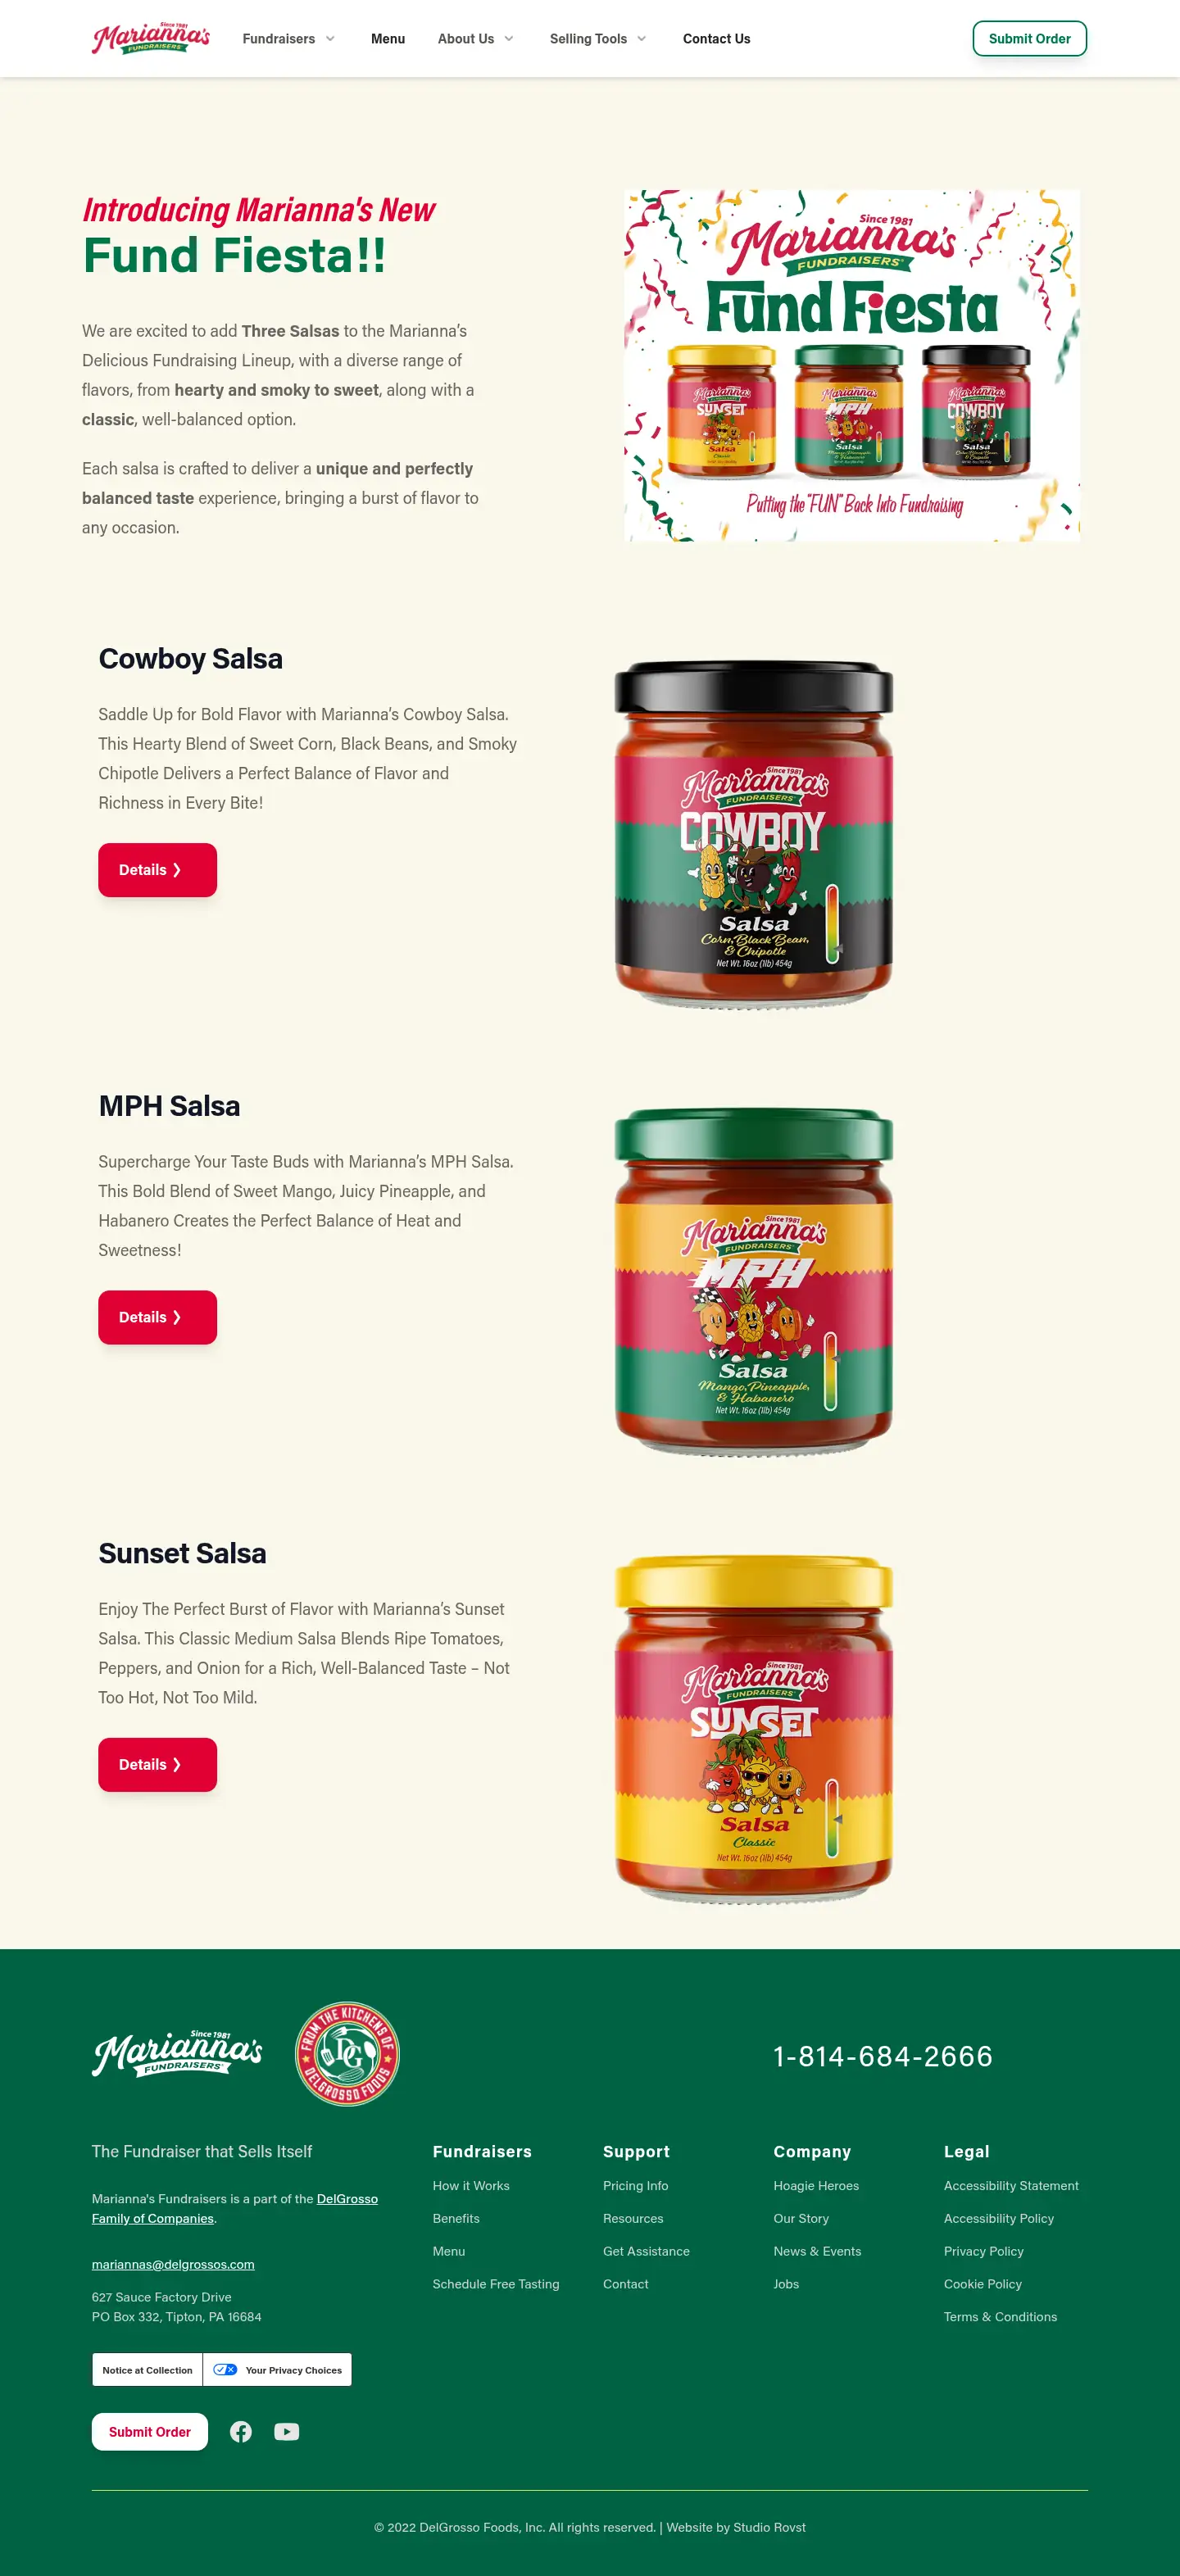 Since 1981
Marianna's
FUNDRAISERS
Fundraisers
Menu
About Us
Selling Tools
Contact Us
Submit Order
Introducing Marianna's New
Fund Fiesta!!
We are excited to add Three Salsas to the Marianna’s
Delicious Fundraising Lineup, with a diverse range of
flavors, from hearty and smoky to sweet, along with a
classic, well-balanced option.
Each salsa is crafted to deliver a unique and perfectly
balanced taste experience, bringing a burst of flavor to
any occasion.
Since 1981
Marianna's
FUNDRAISERS
Fund Fiesta
Marianna's
SUNSET
Salsa
Classic
Marianna's
MPH
Salsa
Marianna's
COWBOY
Salsa
Putting the "FUN" Back Into Fundraising
Cowboy Salsa
Saddle Up for Bold Flavor with Marianna’s Cowboy Salsa.
This Hearty Blend of Sweet Corn, Black Beans, and Smoky
Chipotle Delivers a Perfect Balance of Flavor and
Richness in Every Bite!
Details ❯
Since 1981
Marianna's
FUNDRAISERS
COWBOY
Salsa
Corn, Black Bean,
& Chipotle
Net Wt. 16oz (1lb) 454g
MPH Salsa
Supercharge Your Taste Buds with Marianna’s MPH Salsa.
This Bold Blend of Sweet Mango, Juicy Pineapple, and
Habanero Creates the Perfect Balance of Heat and
Sweetness!
Details ❯
Since 1981
Marianna's
FUNDRAISERS
MPH
Salsa
Mango, Pineapple,
& Habanero
Net Wt. 16oz (1lb) 454g
Sunset Salsa
Enjoy The Perfect Burst of Flavor with Marianna’s Sunset
Salsa. This Classic Medium Salsa Blends Ripe Tomatoes,
Peppers, and Onion for a Rich, Well-Balanced Taste – Not
Too Hot, Not Too Mild.
Details ❯
Since 1981
Marianna's
FUNDRAISERS
SUNSET
Salsa
Classic
Net Wt. 16oz (1lb) 454g
Since 1981
Marianna's
FUNDRAISERS
FROM THE KITCHENS OF
DG
DELGROSSO FOODS
1-814-684-2666
The Fundraiser that Sells Itself
Marianna's Fundraisers is a part of the DelGrosso
Family of Companies.
mariannas@delgrossos.com
627 Sauce Factory Drive
PO Box 332, Tipton, PA 16684
Notice at Collection
Your Privacy Choices
Submit Order
Fundraisers
How it Works
Benefits
Menu
Schedule Free Tasting
Support
Pricing Info
Resources
Get Assistance
Contact
Company
Hoagie Heroes
Our Story
News & Events
Jobs
Legal
Accessibility Statement
Accessibility Policy
Privacy Policy
Cookie Policy
Terms & Conditions
© 2022 DelGrosso Foods, Inc. All rights reserved. | Website by Studio Rovst